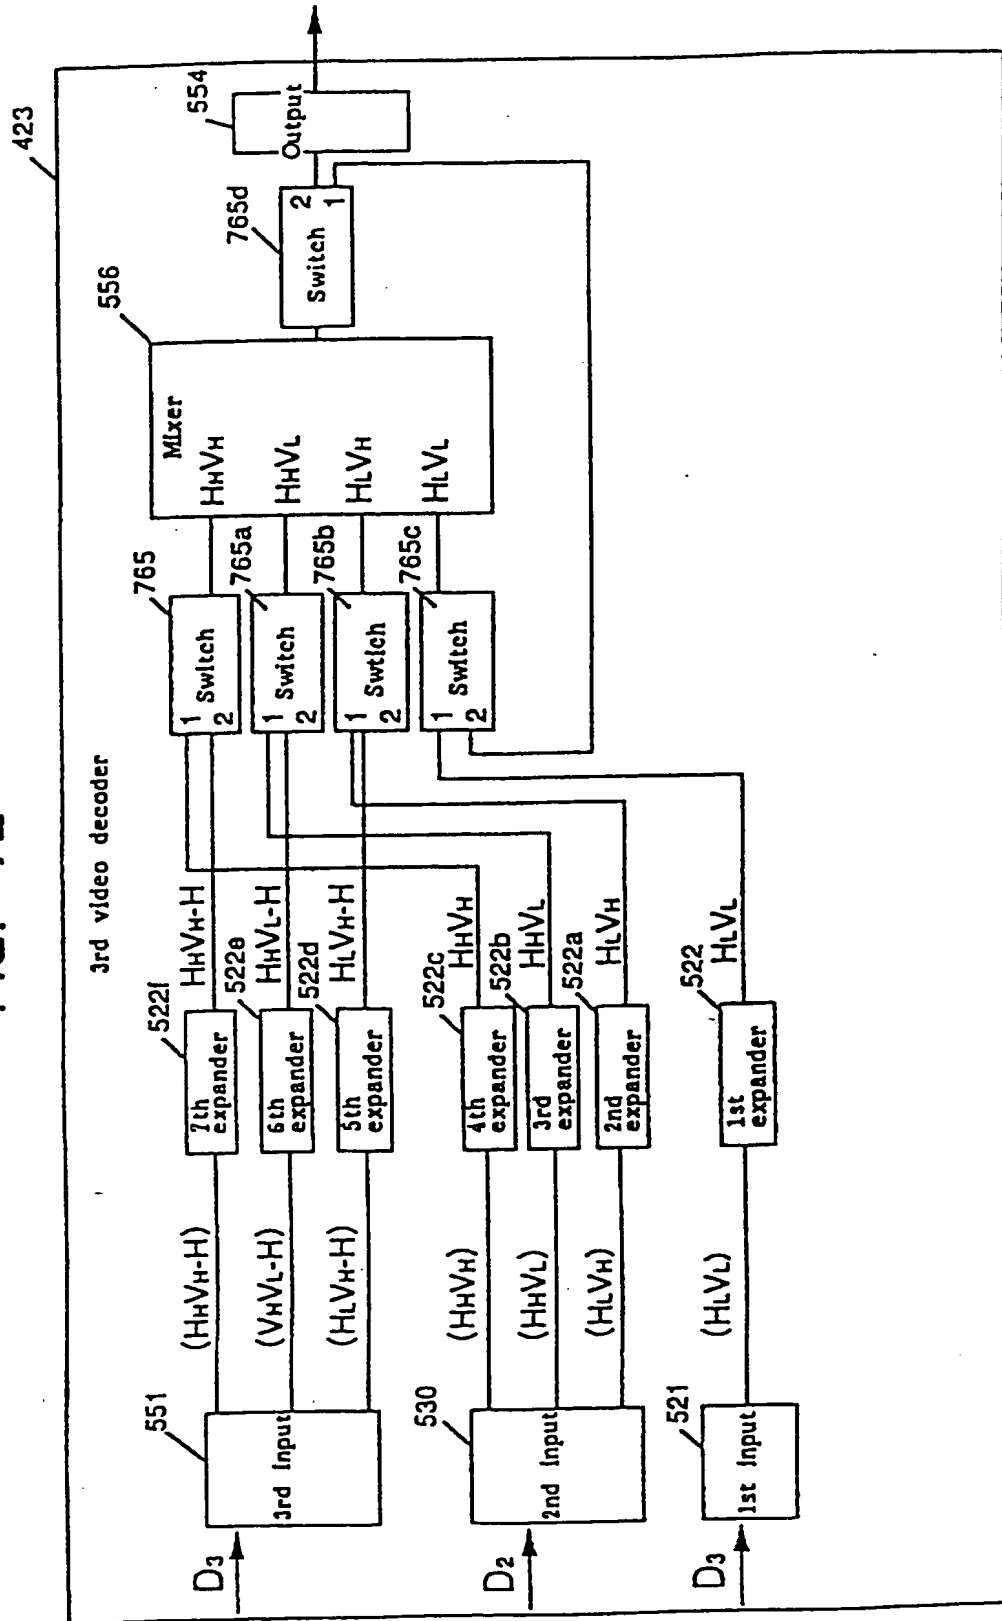 423
3rd video decoder
D3
551
3rd Input
(HHVH-H)
(VHVL-H)
(HLVH-H)
522f
7th expander
HHVH-H
522e
6th expander
HHVL-H
522d
5th expander
HLVH-H
D2
530
2nd Input
(HHVH)
(HHVL)
(HLVH)
522c
4th expander
HHVH
522b
3rd expander
HHVL
522a
2nd expander
HLVH
D3
521
1st Input
(HLVL)
522
1st expander
HLVL
765
1
2
Switch
765a
1
2
Switch
765b
1
2
Swtich
765c
1
2
Switch
556
Mixer
HHVH
HHVL
HLVH
HLVL
765d
Switch
2
1
554
Output